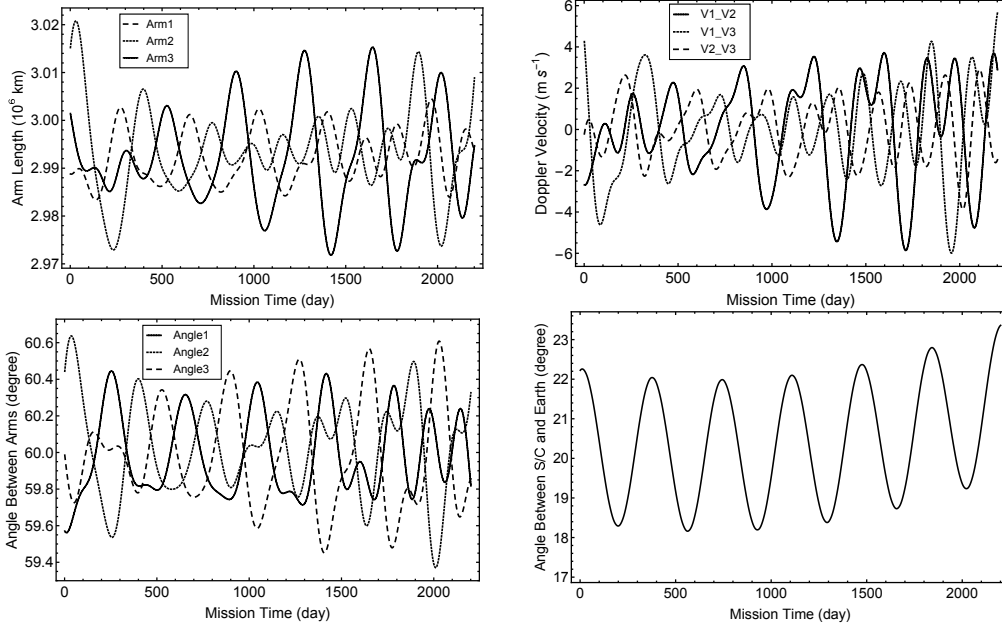 Arm Length (10⁶ km)
3.02
3.01
3.00
2.99
2.98
2.97
Arm1
Arm2
Arm3
0 500 1000 1500 2000
Mission Time (day)
Doppler Velocity (m s⁻¹)
6
4
2
0
−2
−4
−6
V1_V2
V1_V3
V2_V3
0 500 1000 1500 2000
Mission Time (day)
Angle Between Arms (degree)
60.6
60.4
60.2
60.0
59.8
59.6
59.4
Angle1
Angle2
Angle3
0 500 1000 1500 2000
Mission Time (day)
Angle Between S/C and Earth (degree)
23
22
21
20
19
18
17
0 500 1000 1500 2000
Mission Time (day)